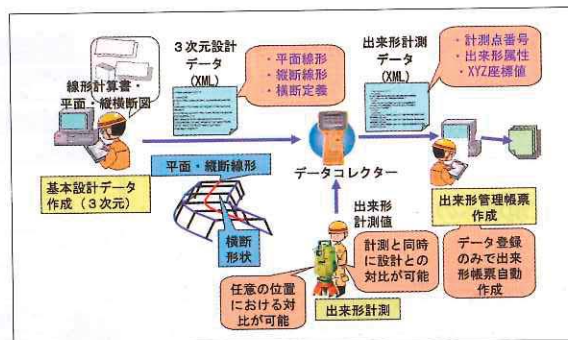 線形計算書・
平面・縦横断図
3次元設計
データ
(XML)
・平面線形
・縦断線形
・横断定義
出来形計測
データ
(XML)
・計測点番号
・出来形属性
・XYZ座標値
基本設計データ
作成(3次元)
平面・縦断線形
横断
形状
データコレクター
出来形
計測値
出来形管理帳票
作成
任意の位置
における対
比が可能
計測と同時
に設計との
対比が可能
出来形計測
データ登録
のみで出来
形帳票自動
作成